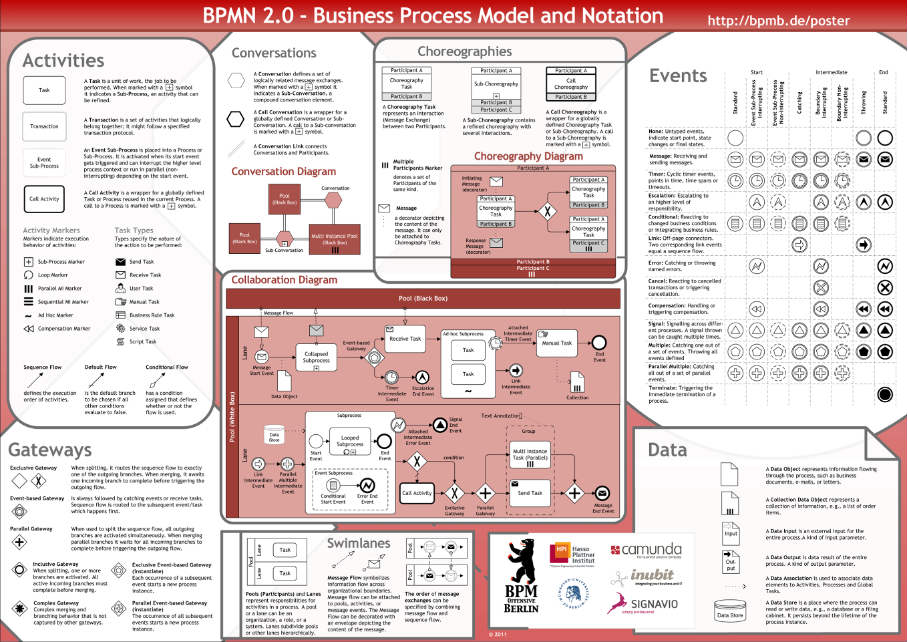 BPMN 2.0 - Business Process Model and Notation
http://bpmb.de/poster
Activities
Task
A Task is a unit of work, the job to be
performed. When marked with a + symbol
it indicates a Sub-Process, an activity that can
be refined.
Transaction
A Transaction is a set of activities that logically
belong together; it might follow a specified
transaction protocol.
Event
Sub-Process
An Event Sub-Process is placed into a Process or
Sub-Process. It is activated when its start event
gets triggered and can interrupt the higher level
process context or run in parallel (non-
interrupting) depending on the start event.
Call Activity
A Call Activity is a wrapper for a globally defined
Task or Process reused in the current Process. A
call to a Process is marked with a + symbol.
Activity Markers
Markers indicate execution
behavior of activities:
Sub-Process Marker
Loop Marker
Parallel MI Marker
Sequential MI Marker
Ad Hoc Marker
Compensation Marker
Task Types
Types specify the nature of
the action to be performed:
Send Task
Receive Task
User Task
Manual Task
Business Rule Task
Service Task
Script Task
Sequence Flow
defines the execution
order of activities.
Default Flow
is the default branch
to be chosen if all
other conditions
evaluate to false.
Conditional Flow
has a condition
assigned that defines
whether or not the
flow is used.
Conversations
A Conversation defines a set of
logically related message exchanges.
When marked with a + symbol it
indicates a Sub-Conversation, a
compound conversation element.
A Call Conversation is a wrapper for a
globally defined Conversation or Sub-
Conversation. A call to a Sub-conversation
is marked with a + symbol.
A Conversation Link connects
Conversations and Participants.
Conversation Diagram
Pool
(Black Box)
Conversation
Pool
(Black Box)
Sub-Conversation
Multi Instance Pool
(Black Box)
Choreographies
Participant A
Choreography
Task
Participant B
A Choreography Task
represents an Interaction
(Message Exchange)
between two Participants.
Participant A
Sub-Choreography
Participant B
Participant C
A Sub-Choreography contains
a refined choreography with
several Interactions.
Participant A
Call
Choreography
Participant B
A Call Choreography is a
wrapper for a globally
defined Choreography Task
or Sub-Choreography. A call
to a Sub-Choreography is
marked with a + symbol.
Multiple
Participants Marker
denotes a set of
Participants of the
same kind.
Message
a decorator depicting
the content of the
message. It can only
be attached to
Choreography Tasks.
Choreography Diagram
Participant A
Initiating
Message
(decorator)
Participant A
Choreography
Task
Participant B
Response
Message
(decorator)
Participant A
Choreography
Task
Participant B
Participant A
Choreography
Task
Participant C
Participant B
Participant C
Events
Start
Intermediate
End
Standard
Event Sub-Process
Interrupting
Event Sub-Process
Non-Interrupting
Catching
Boundary
Interrupting
Boundary Non-
Interrupting
Throwing
Standard
None: Untyped events,
indicate start point, state
changes or final states.
Message: Receiving and
sending messages.
Timer: Cyclic timer events,
points in time, time spans or
timeouts.
Escalation: Escalating to
an higher level of
responsibility.
Conditional: Reacting to
changed business conditions
or integrating business rules.
Link: Off-page connectors.
Two corresponding link events
equal a sequence flow.
Error: Catching or throwing
named errors.
Cancel: Reacting to cancelled
transactions or triggering
cancellation.
Compensation: Handling or
triggering compensation.
Signal: Signalling across differ-
ent processes. A signal thrown
can be caught multiple times.
Multiple: Catching one out of
a set of events. Throwing all
events defined
Parallel Multiple: Catching
all out of a set of parallel
events.
Terminate: Triggering the
immediate termination of a
process.
Collaboration Diagram
Pool (Black Box)
Message Flow
Pool (White Box)
Lane
Message
Start Event
Data Object
Collapsed
Subprocess
Event-based
Gateway
Receive Task
Timer
Intermediate
Event
Escalation
End Event
Ad-hoc Subprocess
Task
Task
Attached
Intermediate
Timer Event
Link
Intermediate
Event
Manual Task
End
Event
Collection
Lane
Data
Store
Link
Intermediate
Event
Parallel
Multiple
Intermediate
Event
Subprocess
Start
Event
Looped
Subprocess
End
Event
Event Subprocess
Conditional
Start Event
Error End
Event
Attached
Intermediate
Error Event
Signal
End
Event
Call Activity
condition
Exclusive
Gateway
Parallel
Gateway
Text Annotation
Group
Multi Instance
Task (Parallel)
Send Task
Message
End Event
Gateways
Exclusive Gateway
When splitting, it routes the sequence flow to exactly
one of the outgoing branches. When merging, it awaits
one incoming branch to complete before triggering the
outgoing flow.
Event-based Gateway
Is always followed by catching events or receive tasks.
Sequence flow is routed to the subsequent event/task
which happens first.
Parallel Gateway
When used to split the sequence flow, all outgoing
branches are activated simultaneously. When merging
parallel branches it waits for all incoming branches to
complete before triggering the outgoing flow.
Inclusive Gateway
When splitting, one or more
branches are activated. All
active incoming branches must
complete before merging.
Exclusive Event-based Gateway
(Instantiate)
Each occurrence of a subsequent
event starts a new process
instance.
Complex Gateway
Complex merging and
branching behavior that is not
captured by other gateways.
Parallel Event-based Gateway
(Instantiate)
The occurrence of all subsequent
events starts a new process
instance.
Swimlanes
Pool
Lane
Lane
Task
Task
Pools (Participants) and Lanes
represent responsibilities for
activities in a process. A pool
or a lane can be an
organization, a role, or a
system. Lanes subdivide pools
or other lanes hierarchically.
Message Flow symbolizes
information flow across
organizational boundaries.
Message flow can be attached
to pools, activities, or
message events. The Message
Flow can be decorated with
an envelope depicting the
content of the message.
Pool
Pool
The order of message
exchanges can be
specified by combining
message flow and
sequence flow.
BPM
OFFENSIVE
BERLIN
HPI
Hasso
Plattner
Institut
camunda
inubit
SIGNAVIO
© 2011
Data
A Data Object represents information flowing
through the process, such as business
documents, e-mails, or letters.
A Collection Data Object represents a
collection of information, e.g., a list of order
items.
Input
A Data Input is an external input for the
entire process. A kind of input parameter.
Out-
put
A Data Output is data result of the entire
process. A kind of output parameter.
A Data Association is used to associate data
elements to Activities, Processes and Global
Tasks.
Data Store
A Data Store is a place where the process can
read or write data, e.g., a database or a filing
cabinet. It persists beyond the lifetime of the
process instance.